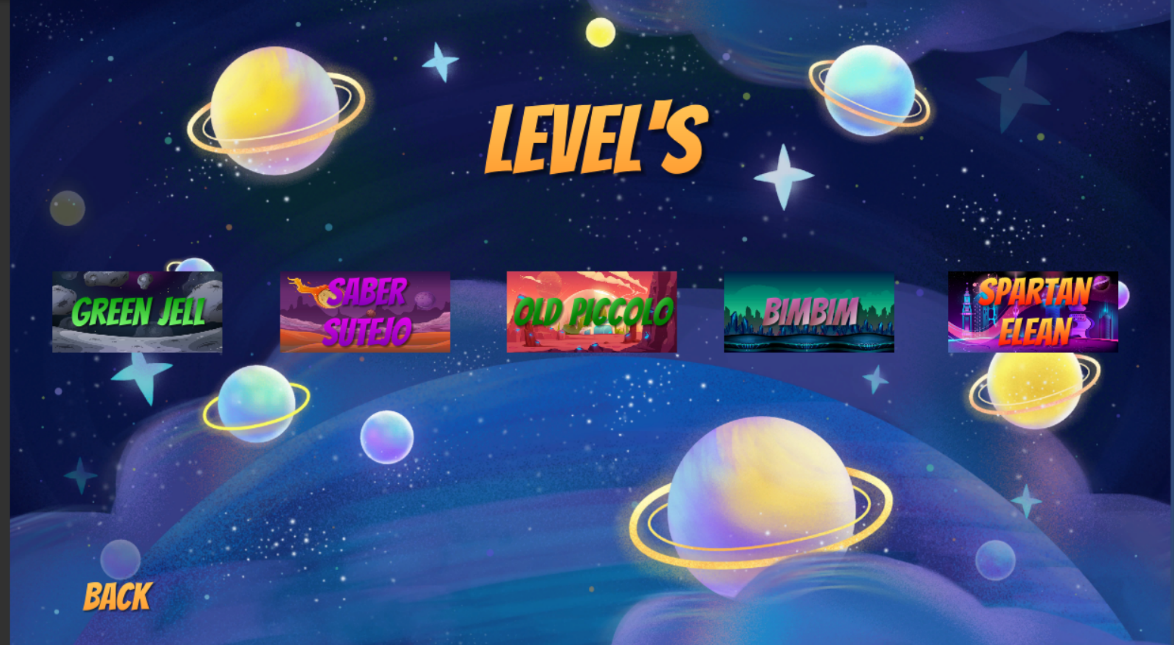 LEVEL'S
GREEN JELL
SABER
SUTEJO
OLD PICCOLO
BIMBIM
SPARTAN
ELEAN
BACK